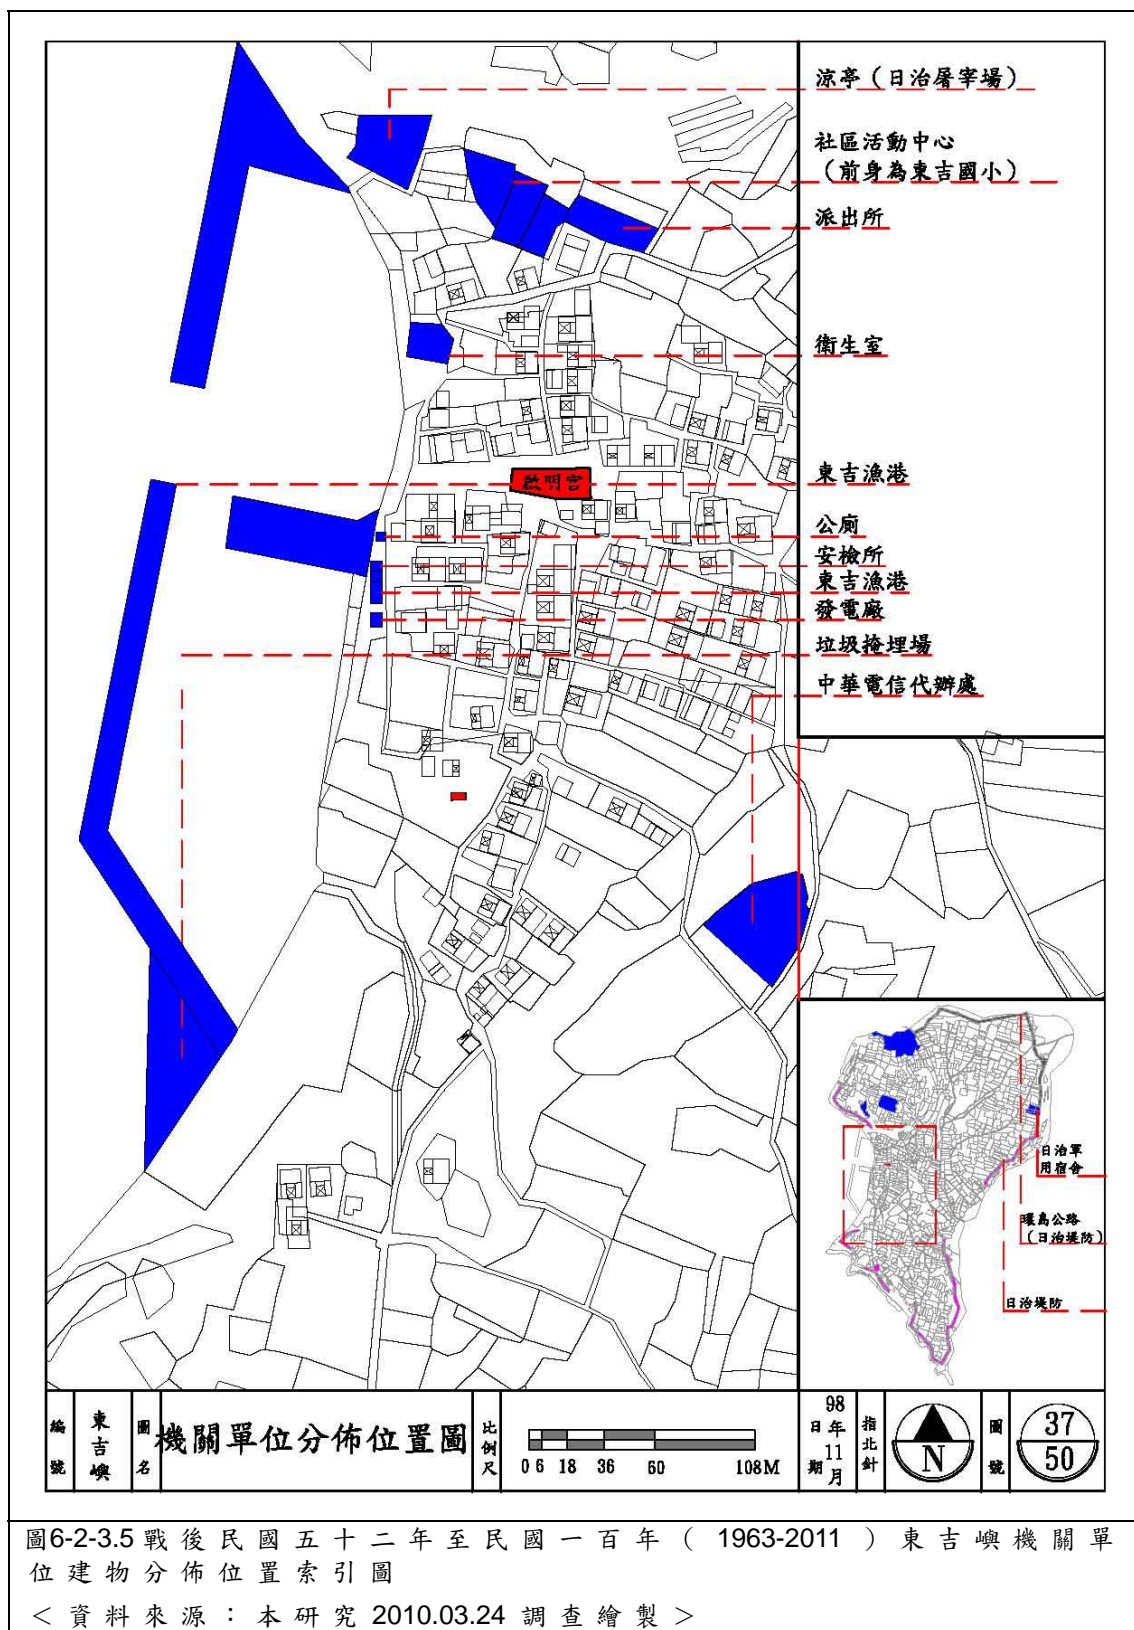 涼亭（日治屠宰場）
社區活動中心
（前身為東吉國小）
派出所
衛生室
東吉漁港
啟明宮
公廁
安檢所
東吉漁港
發電廠
垃圾掩埋場
中華電信代辦處
日治軍
用宿舍
環島公路
（日治堤防）
日治堤防
編號
東吉嶼
圖名
機關單位分佈位置圖
比例尺
0 6 18 36 60 108M
日期
98年11月
指北針
N
圖號
37
50
圖6-2-3.5 戰後民國五十二年至民國一百年（ 1963-2011 ）東吉嶼機關單
位建物分佈位置索引圖
＜資料來源：本研究 2010.03.24 調查繪製＞